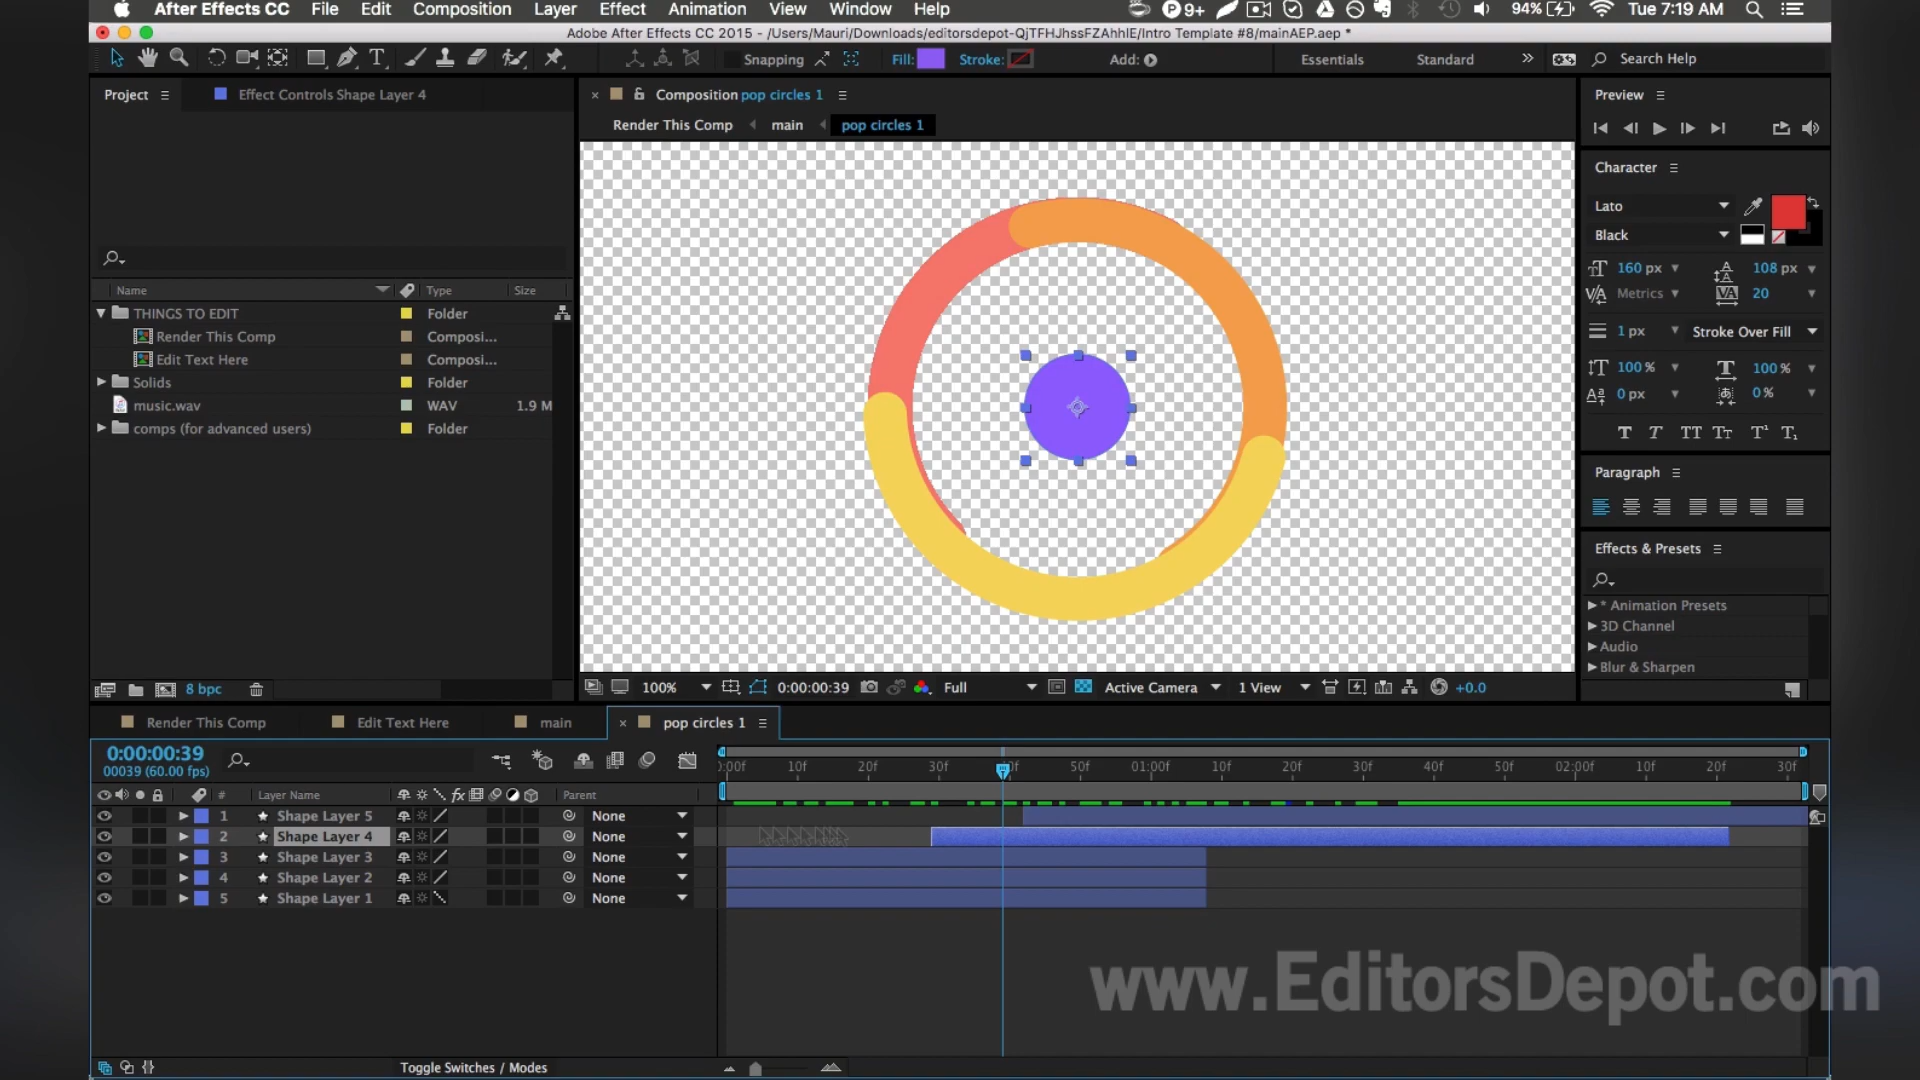 After Effects CC File Edit Composition Layer Effect Animation View Window Help 9+ 94% Tue 7:19 AM
Adobe After Effects CC 2015 - /Users/Mauri/Downloads/editorsdepot-QjTFHJhssFZAhhlE/Intro Template #8/mainAEP.aep *
Snapping Fill: Stroke: Add: Essentials Standard Search Help
Project Effect Controls Shape Layer 4 Composition pop circles 1 Preview
Render This Comp main pop circles 1
Character
Lato
Black
160 px 108 px
Metrics 20
1 px Stroke Over Fill
100 % 100 %
0 px 0 %
Paragraph
Effects & Presets
* Animation Presets
3D Channel
Audio
Blur & Sharpen
Name Type Size
THINGS TO EDIT Folder
Render This Comp Composi...
Edit Text Here Composi...
Solids Folder
music.wav WAV 1.9 M
comps (for advanced users) Folder
8 bpc 100% 0:00:00:39 Full Active Camera 1 View +0.0
Render This Comp Edit Text Here main pop circles 1
0:00:00:39
00039 (60.00 fps)
):00f 10f 20f 30f 50f 01:00f 10f 20f 30f 40f 50f 02:00f 10f 20f 30f
# Layer Name fx Parent
1 Shape Layer 5 None
2 Shape Layer 4 None
3 Shape Layer 3 None
4 Shape Layer 2 None
5 Shape Layer 1 None
www.EditorsDepot.com
Toggle Switches / Modes